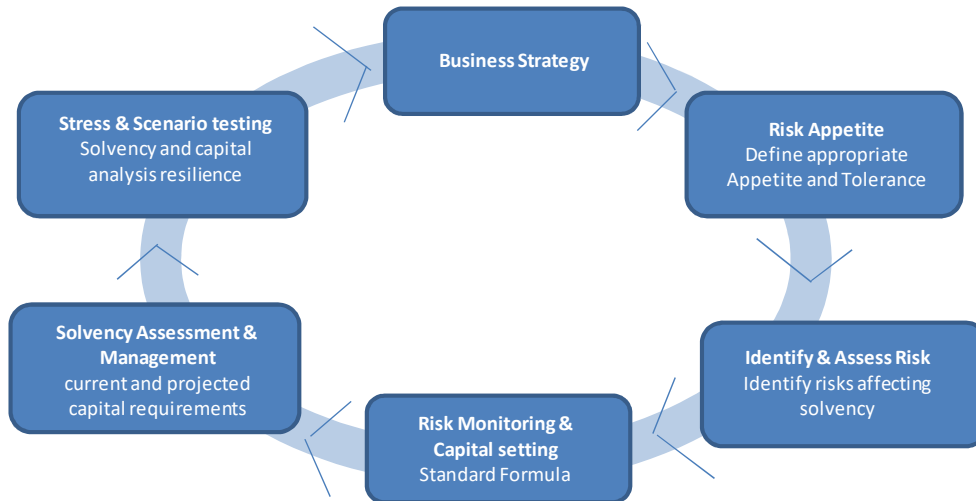 Business Strategy
Risk Appetite
Define appropriate
Appetite and Tolerance
Identify & Assess Risk
Identify risks affecting
solvency
Risk Monitoring &
Capital setting
Standard Formula
Solvency Assessment &
Management
current and projected
capital requirements
Stress & Scenario testing
Solvency and capital
analysis resilience